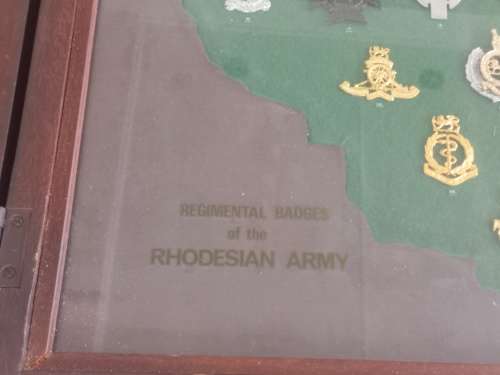 REGIMENTAL BADGES
of the
RHODESIAN ARMY